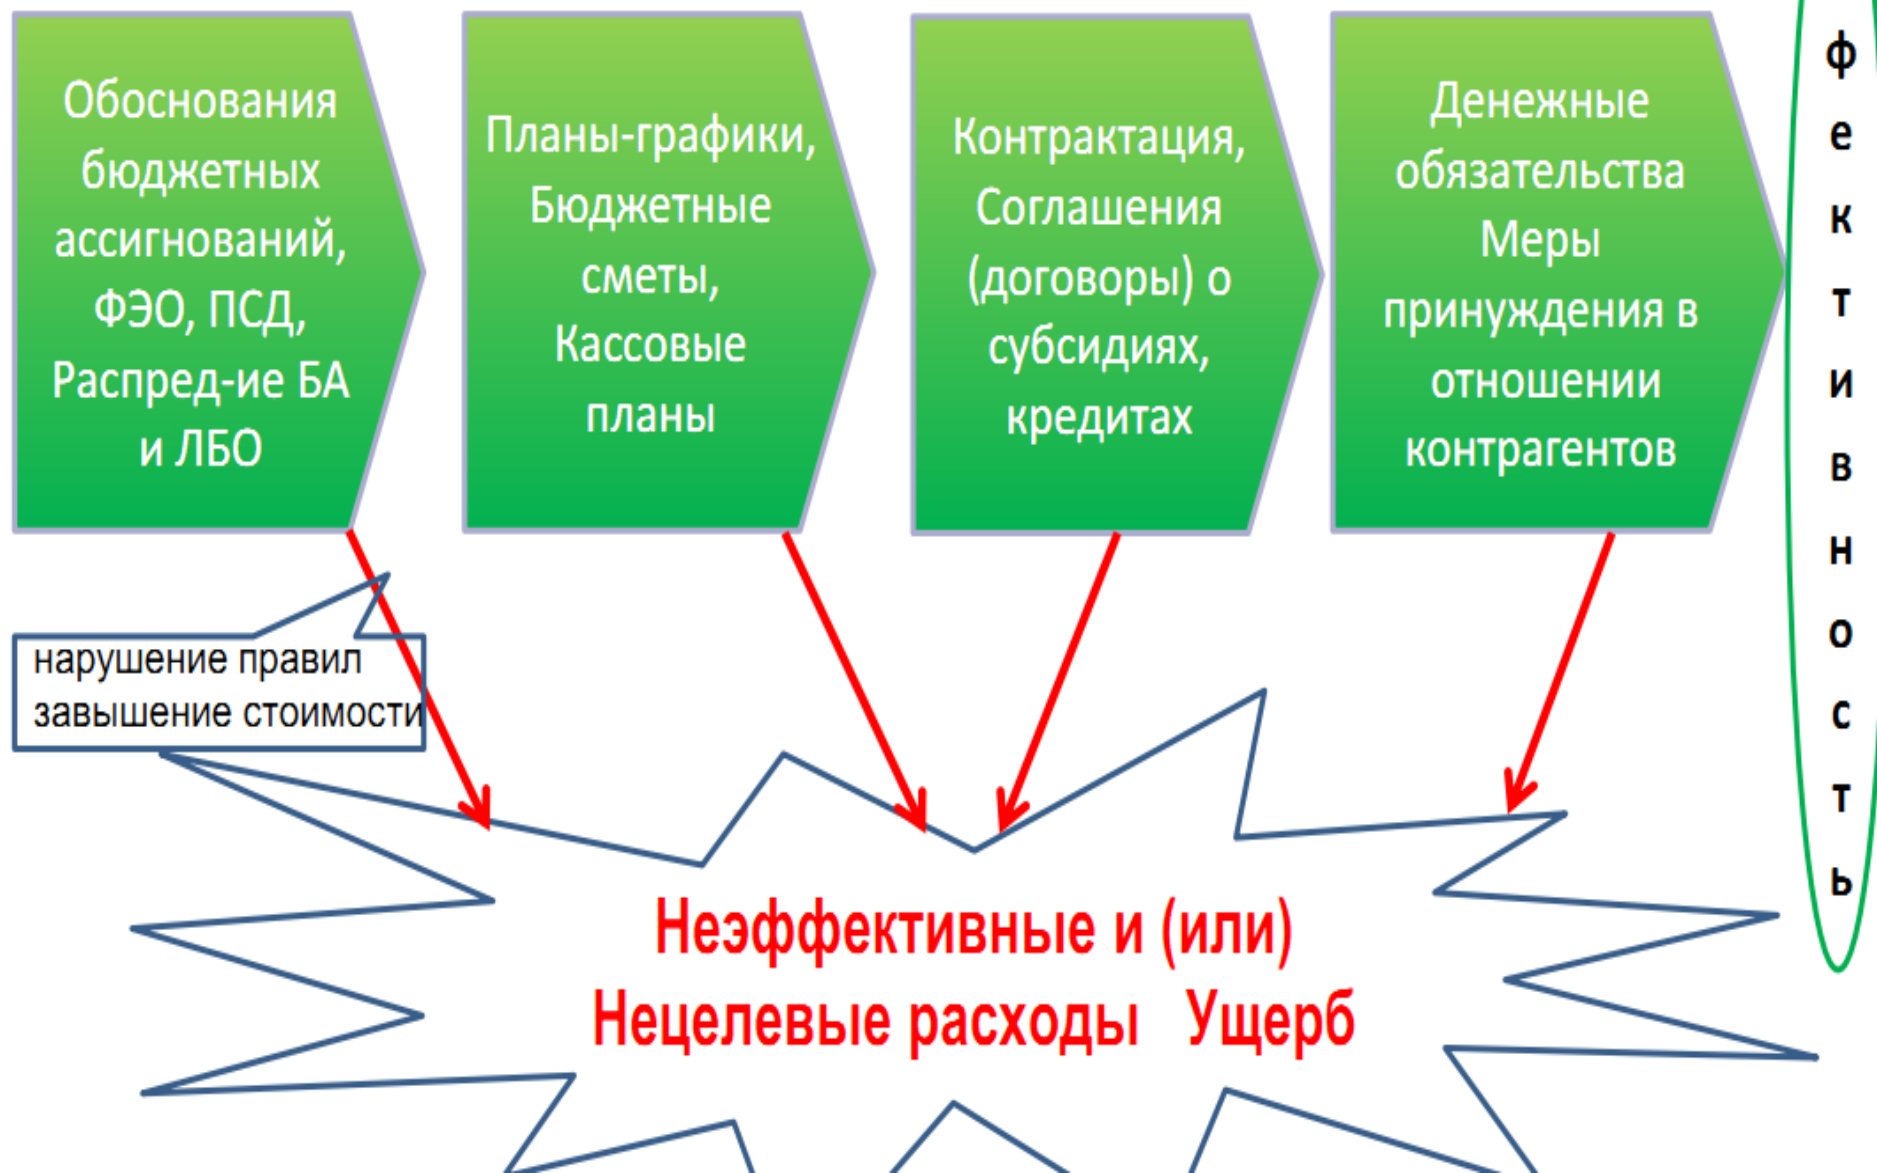 Обоснования
бюджетных
ассигнований,
ФЭО, ПСД,
Распред-ие БА
и ЛБО
Планы-графики,
Бюджетные
сметы,
Кассовые
планы
Контрактация,
Соглашения
(договоры) о
субсидиях,
кредитах
Денежные
обязательства
Меры
принуждения в
отношении
контрагентов
ф
е
к
т
и
в
н
о
с
т
ь
нарушение правил
завышение стоимости
Неэффективные и (или)
Нецелевые расходы Ущерб